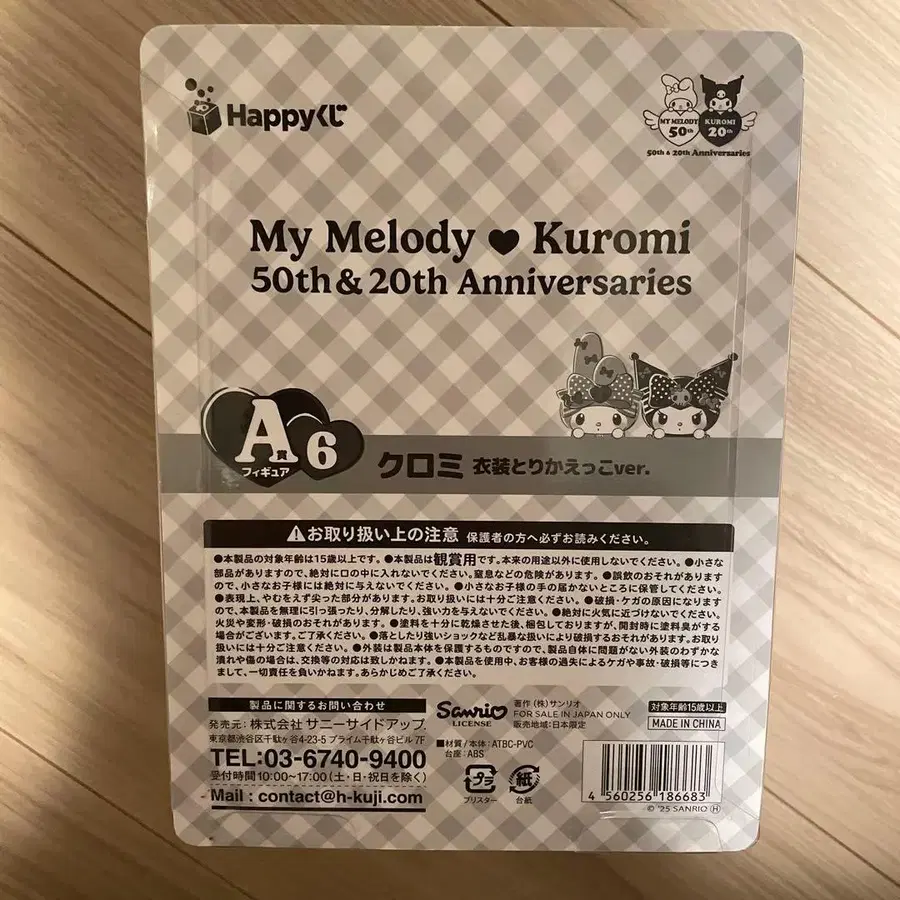 Happyくじ
MY MELODY
50th
KUROMI
20th
50th & 20th Anniversaries
My Melody ♥ Kuromi
50th & 20th Anniversaries
A賞
フィギュア
6
クロミ 衣装とりかえっこver.
⚠お取り扱い上の注意 保護者の方へ必ずお読みください。
●本製品の対象年齢は15歳以上です。●本製品は観賞用です。本来の用途以外に使用しないでください。●小さな
部品がありますので、絶対に口の中に入れないでください。窒息などの危険があります。●誤飲のおそれがあります
ので、小さなお子様には絶対に与えないでください。●小さなお子様の手の届かないところに保管してください。
●表現上、やむをえず尖った部分があります。お取り扱いには十分ご注意ください。●破損・ケガの原因になります
ので、本製品を無理に引っ張ったり、分解したり、強い力を与えないでください。●絶対に火気に近づけないでください。
火災や変形・破損のおそれがあります。●塗料を十分に乾燥させた後、梱包しておりますが、開封時に塗料臭がする
場合がございます。ご了承ください。●落としたり強いショックなど乱暴な扱いにより破損するおそれがあります。お取り
扱いには十分ご注意ください。●外装は製品本体を保護するものですので、製品自体に問題がない外装のわずかな
潰れや傷の場合は、交換等の対応は致しかねます。●本製品を使用中、お客様の過失によるケガや事故・破損等につき
まして、一切責任を負いかねます。あらかじめご了承ください。
製品に関するお問い合わせ
発売元：株式会社 サニーサイドアップ
東京都渋谷区千駄ヶ谷4-23-5 プライム千駄ヶ谷ビル 7F
TEL:03-6740-9400
受付時間 10:00~17:00（土・日・祝日を除く）
Mail : contact@h-kuji.com
Sanrio
LICENSE
著作（株）サンリオ
FOR SALE IN JAPAN ONLY
販売地域：日本限定
■材質／本体：ATBC-PVC
台座：ABS
プラ
ブリスター
紙
台紙
対象年齢15歳以上
MADE IN CHINA
4 560256 186683
© '25 SANRIO Ⓗ